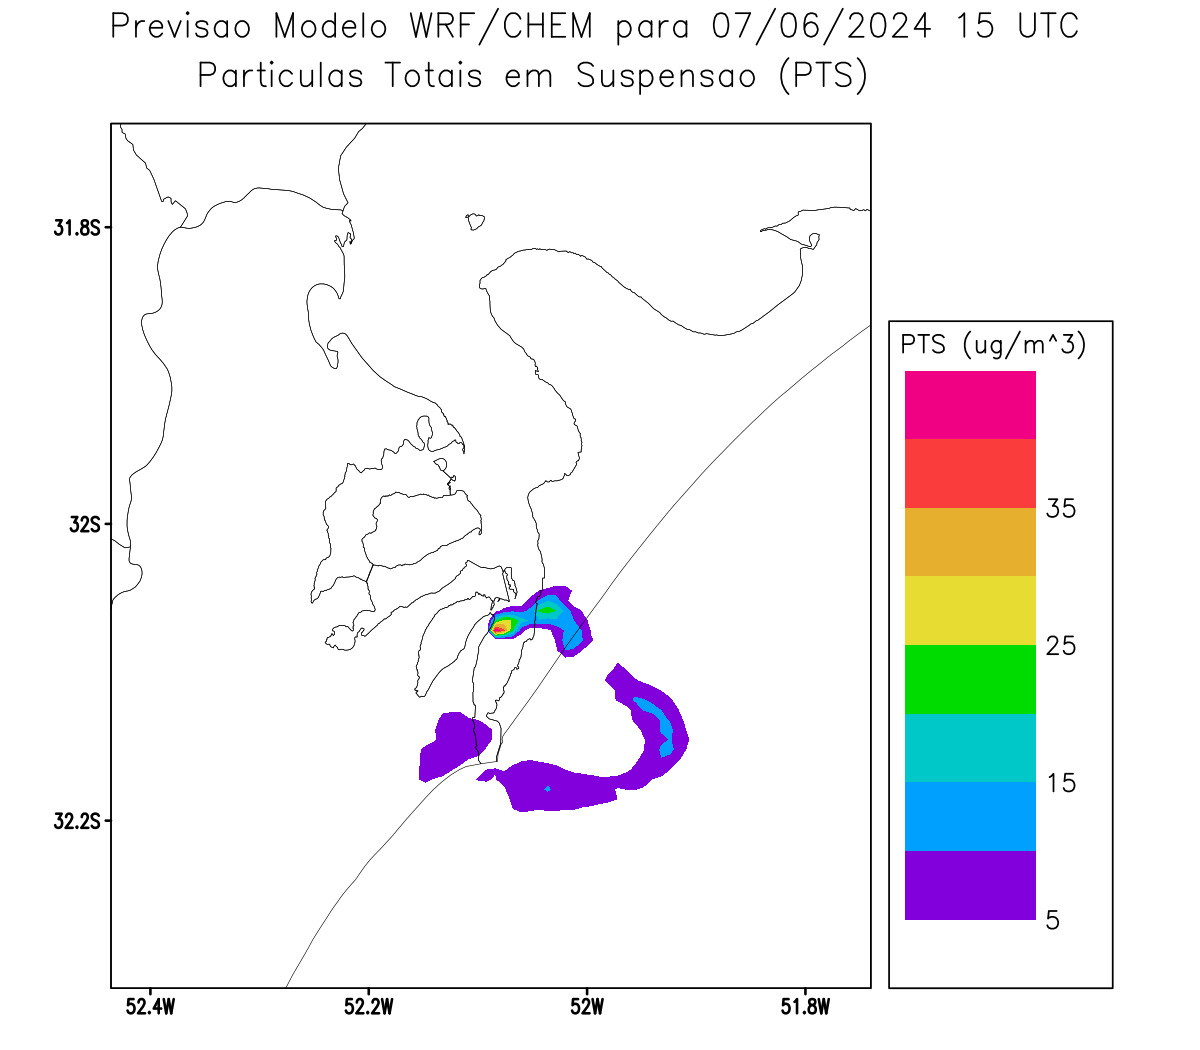 Previsao Modelo WRF/CHEM para 07/06/2024 15 UTC
Particulas Totais em Suspensao (PTS)
31.8S
32S
32.2S
52.4W
52.2W
52W
51.8W
PTS (ug/m^3)
35
25
15
5